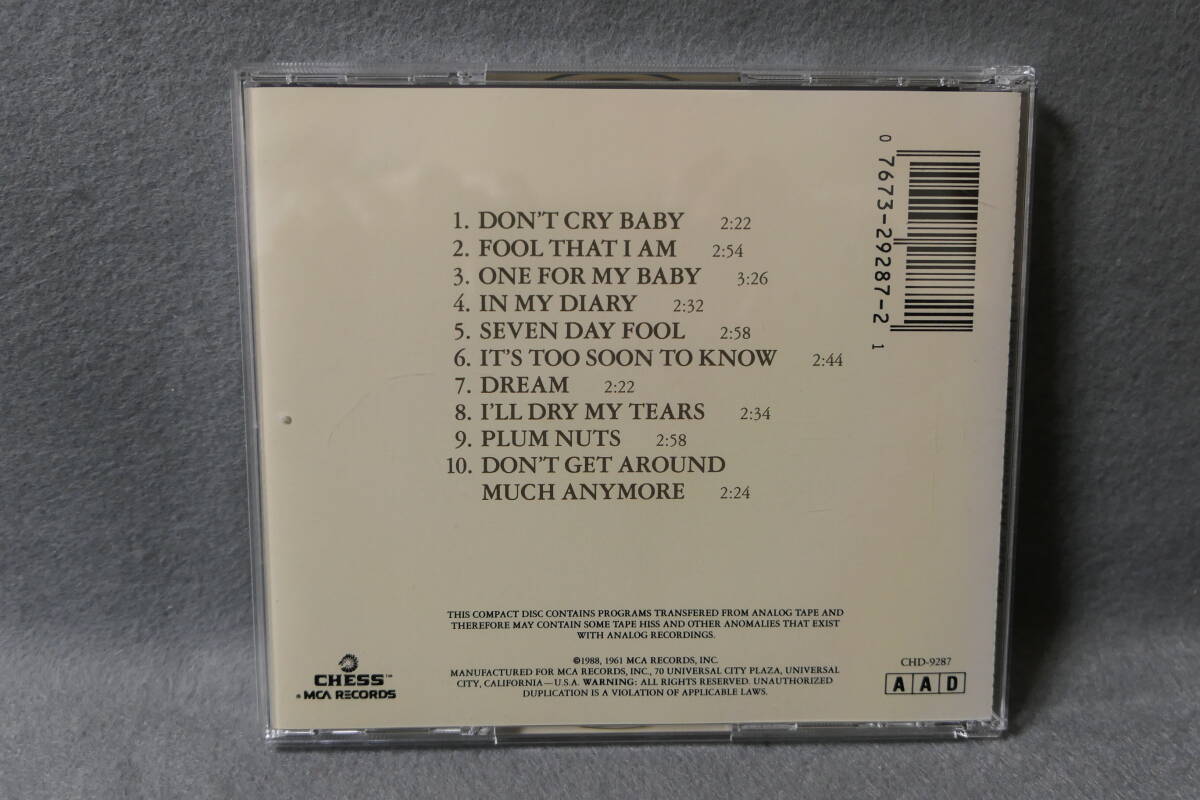 1. DON'T CRY BABY 2:22
2. FOOL THAT I AM 2:54
3. ONE FOR MY BABY 3:26
4. IN MY DIARY 2:32
5. SEVEN DAY FOOL 2:58
6. IT'S TOO SOON TO KNOW 2:44
7. DREAM 2:22
8. I'LL DRY MY TEARS 2:34
9. PLUM NUTS 2:58
10. DON'T GET AROUND
MUCH ANYMORE 2:24
0 7673-29287-2 1
THIS COMPACT DISC CONTAINS PROGRAMS TRANSFERED FROM ANALOG TAPE AND
THEREFORE MAY CONTAIN SOME TAPE HISS AND OTHER ANOMALIES THAT EXIST
WITH ANALOG RECORDINGS.
©1988, 1961 MCA RECORDS, INC.
MANUFACTURED FOR MCA RECORDS, INC., 70 UNIVERSAL CITY PLAZA, UNIVERSAL
CITY, CALIFORNIA—U.S.A. WARNING: ALL RIGHTS RESERVED. UNAUTHORIZED
DUPLICATION IS A VIOLATION OF APPLICABLE LAWS.
CHESS™
MCA RECORDS
CHD-9287
AAD